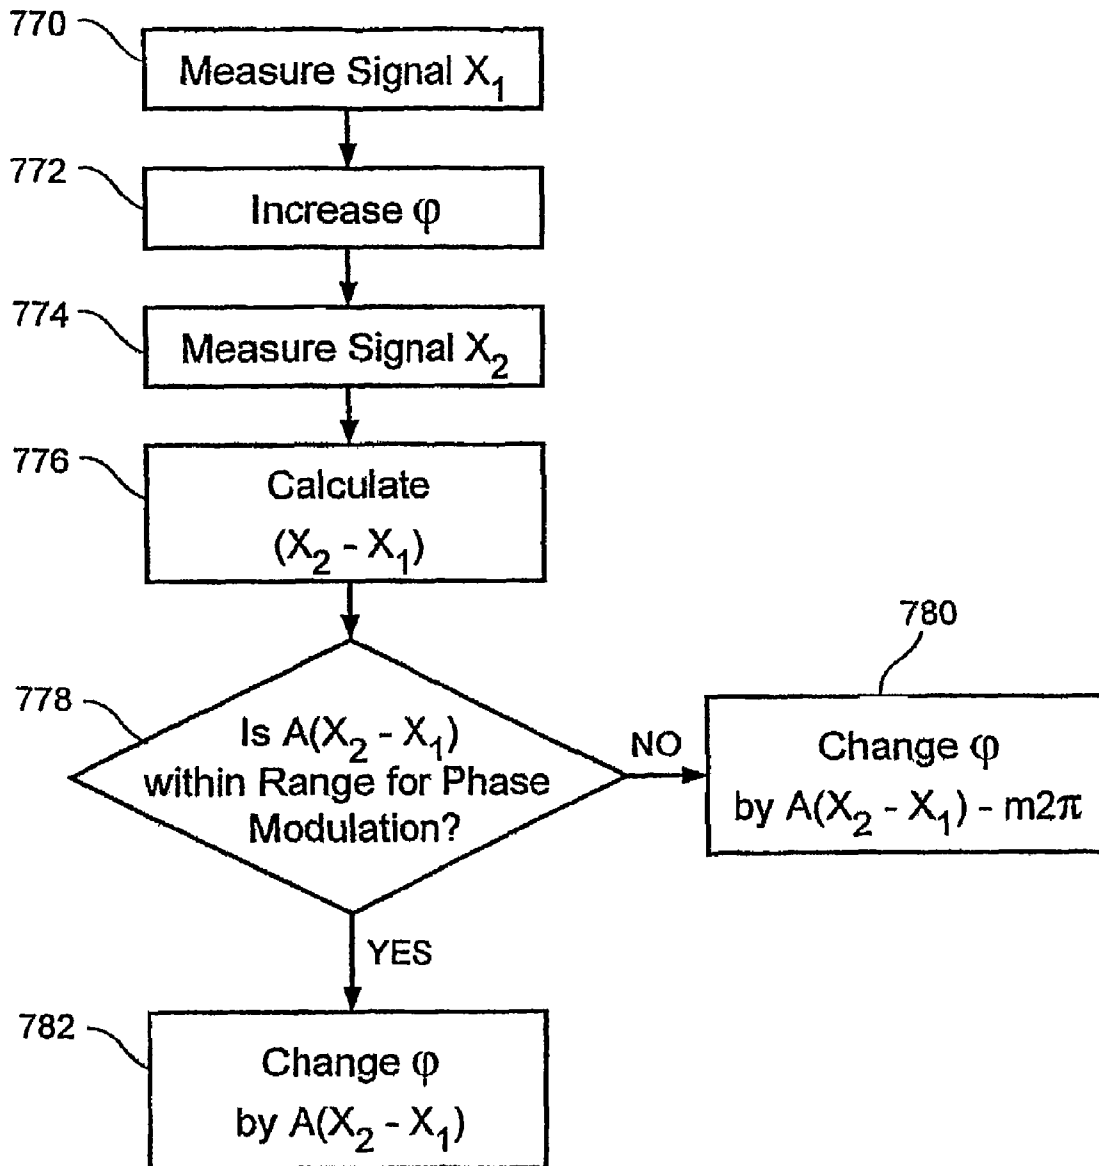 770
Measure Signal X₁
772
Increase φ
774
Measure Signal X₂
776
Calculate
(X₂ - X₁)
778
Is A(X₂ - X₁)
within Range for Phase
Modulation?
NO
780
Change φ
by A(X₂ - X₁) - m2π
YES
782
Change φ
by A(X₂ - X₁)